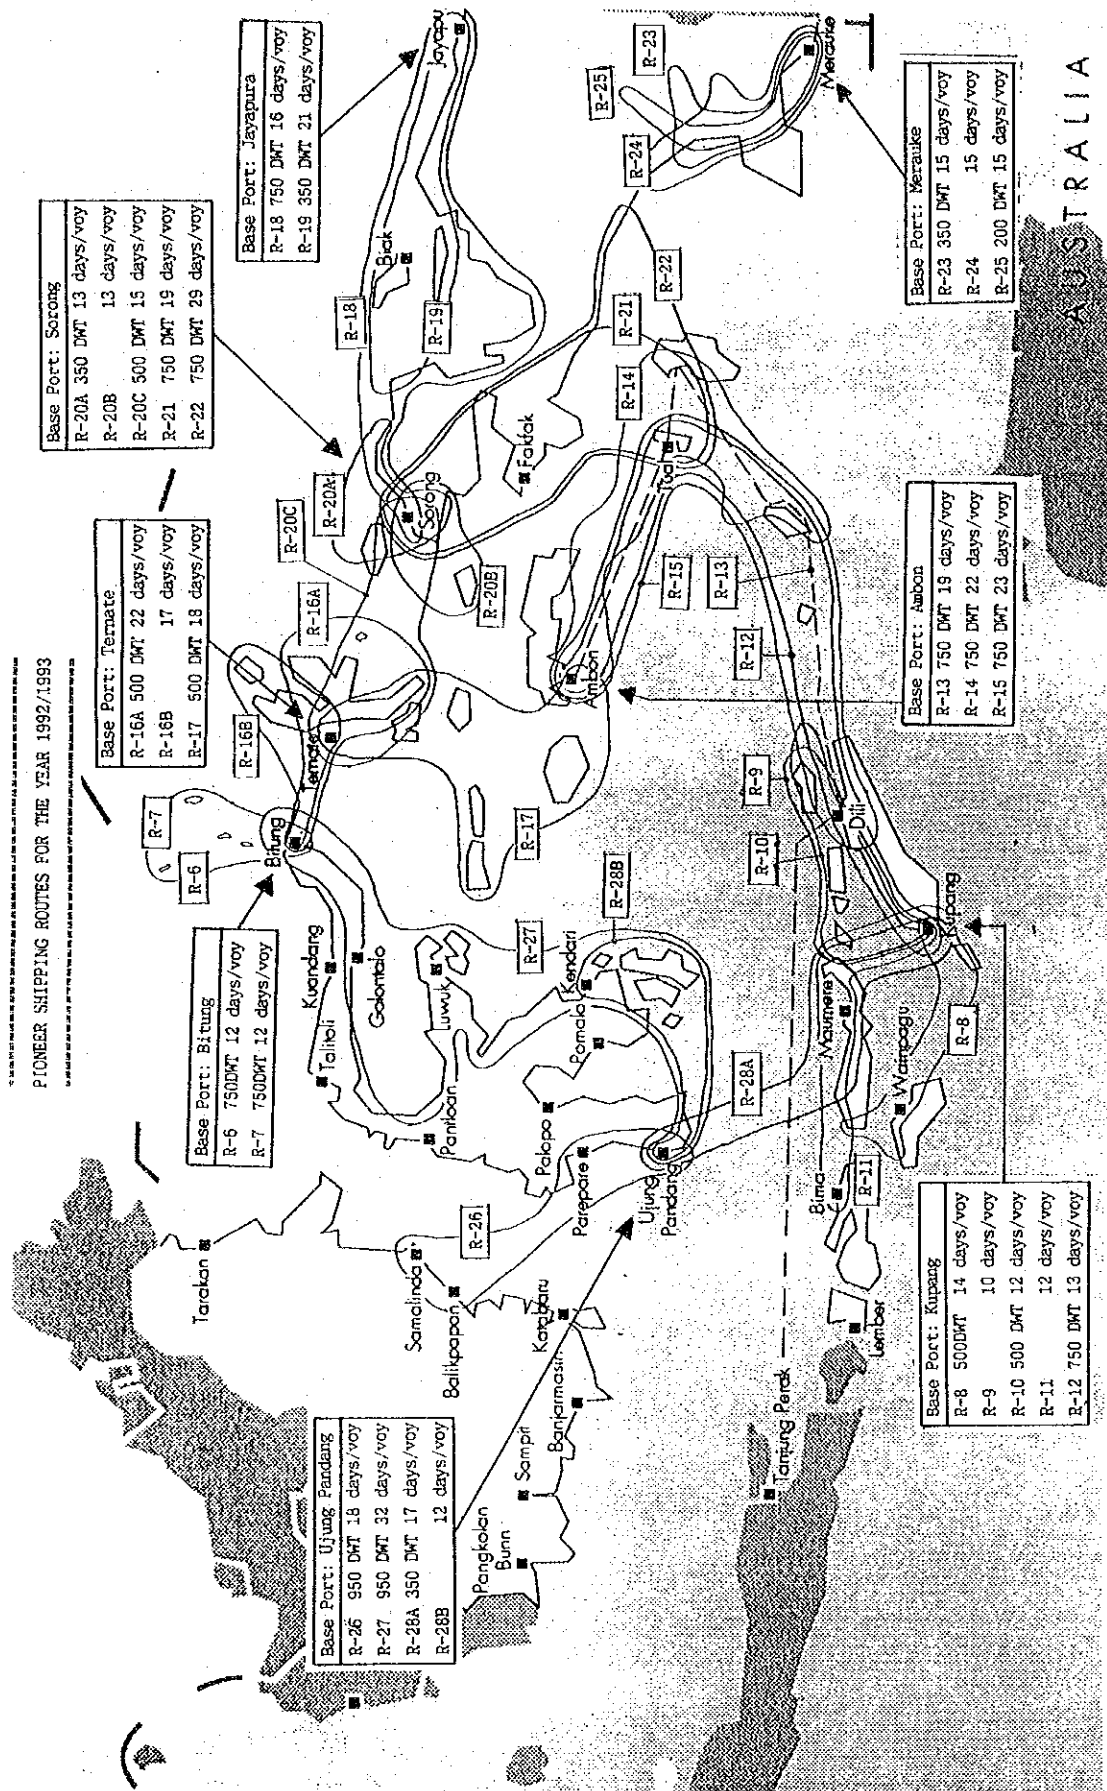 PIONEER SHIPPING ROUTES FOR THE YEAR 1992/1993
Base Port: Ujung Pandang
R-26 950 DWT 18 days/voy
R-27 950 DWT 32 days/voy
R-28A 350 DWT 17 days/voy
R-28B 12 days/voy
Base Port: Bitung
R-6 750DWT 12 days/voy
R-7 750DWT 12 days/voy
Base Port: Ternate
R-16A 500 DWT 22 days/voy
R-16B 17 days/voy
R-17 500 DWT 18 days/voy
Base Port: Sorong
R-20A 350 DWT 13 days/voy
R-20B 13 days/voy
R-20C 500 DWT 15 days/voy
R-21 750 DWT 19 days/voy
R-22 750 DWT 29 days/voy
Base Port: Jayapura
R-18 750 DWT 16 days/voy
R-19 350 DWT 21 days/voy
Base Port: Kupang
R-8 500DWT 14 days/voy
R-9 10 days/voy
R-10 500 DWT 12 days/voy
R-11 12 days/voy
R-12 750 DWT 13 days/voy
Base Port: Ambon
R-13 750 DWT 19 days/voy
R-14 750 DWT 22 days/voy
R-15 750 DWT 23 days/voy
Base Port: Merauke
R-23 350 DWT 15 days/voy
R-24 15 days/voy
R-25 200 DWT 15 days/voy
Tarakan
Samalinda
Balikpapan
Katabaru
Banjarmasin
Sampit
Pangkolan
Bunn
Talitoli
Kuandang
Galontalo
Pantloan
Luwuk
Palopo
Parepare
Pomala
Kendari
Ujung
Pandang
Bitung
Ternate
Sorong
Fakfak
Biak
Jayapu
Ambon
Tual
Merauke
Tanjung Perak
Lember
Bima
Maumere
Waingapu
Kupang
Dili
R-6
R-7
R-16B
R-16A
R-20C
R-20A
R-20B
R-18
R-19
R-17
R-27
R-28B
R-26
R-28A
R-11
R-8
R-10
R-9
R-12
R-13
R-15
R-14
R-21
R-22
R-24
R-25
R-23
AUSTRALIA